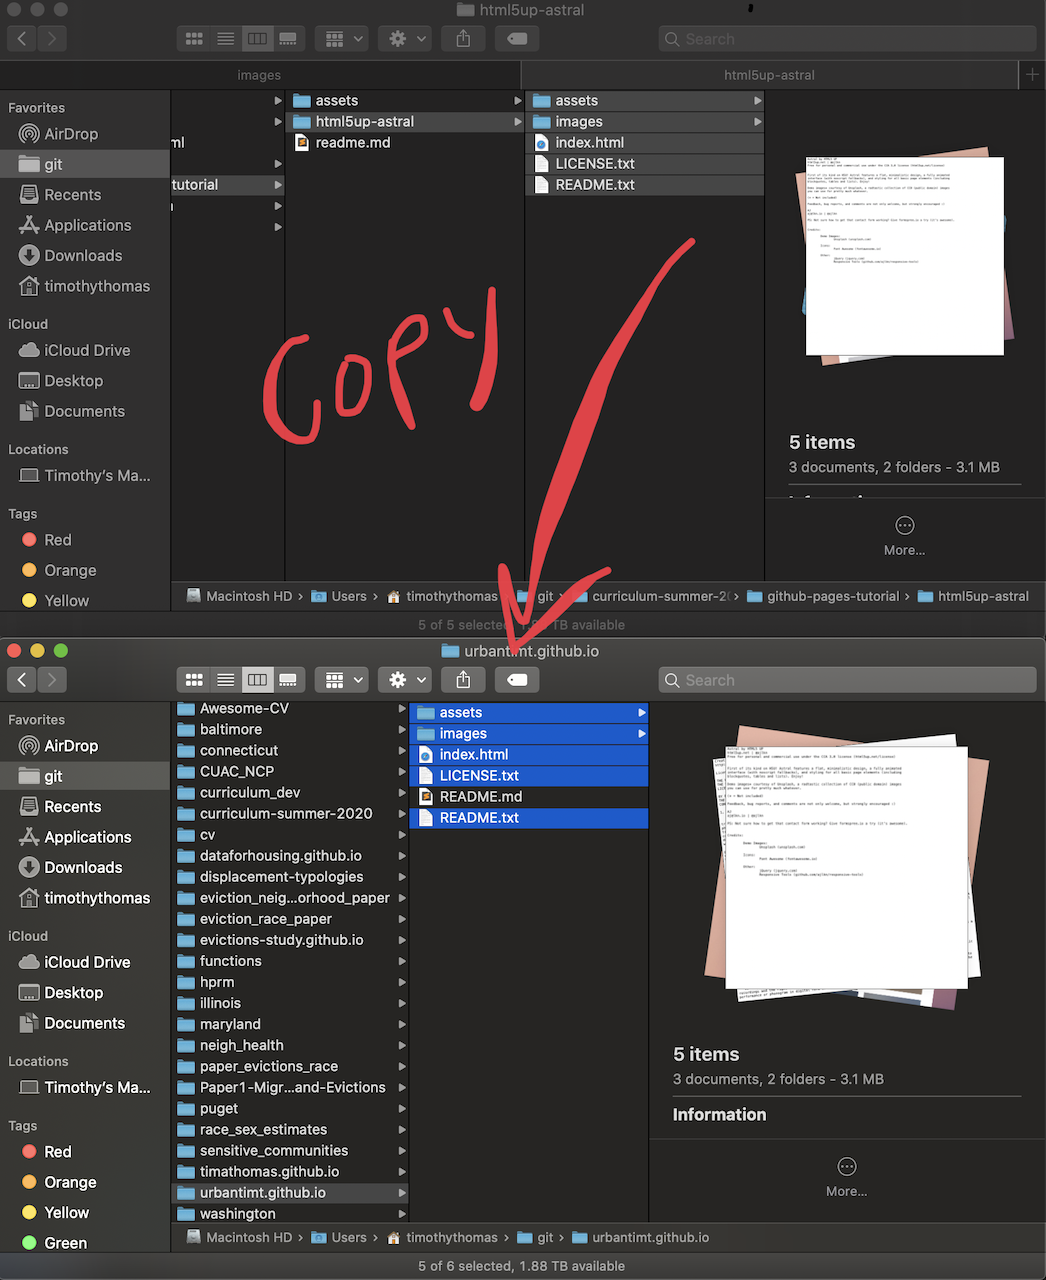 html5up-astral
Search
images
html5up-astral
Favorites
AirDrop
git
Recents
Applications
Downloads
timothythomas
iCloud
iCloud Drive
Desktop
Documents
Locations
Timothy's Ma...
Tags
Red
Orange
Yellow
ml
tutorial
assets
html5up-astral
readme.md
assets
images
index.html
LICENSE.txt
README.txt
5 items
3 documents, 2 folders - 3.1 MB
More...
Copy
Macintosh HD › Users › timothythomas › git › curriculum-summer-2 › github-pages-tutorial › html5up-astral
5 of 5 selected, 1.88 TB available
urbantimt.github.io
Search
Favorites
AirDrop
git
Recents
Applications
Downloads
timothythomas
iCloud
iCloud Drive
Desktop
Documents
Locations
Timothy's Ma...
Tags
Red
Orange
Yellow
Green
Awesome-CV
baltimore
connecticut
CUAC_NCP
curriculum_dev
curriculum-summer-2020
cv
dataforhousing.github.io
displacement-typologies
eviction_neig...orhood_paper
eviction_race_paper
evictions-study.github.io
functions
hprm
illinois
maryland
neigh_health
paper_evictions_race
Paper1-Migr...and-Evictions
puget
race_sex_estimates
sensitive_communities
timathomas.github.io
urbantimt.github.io
washington
assets
images
index.html
LICENSE.txt
README.md
README.txt
5 items
3 documents, 2 folders - 3.1 MB
Information
More...
Macintosh HD › Users › timothythomas › git › urbantimt.github.io
5 of 6 selected, 1.88 TB available